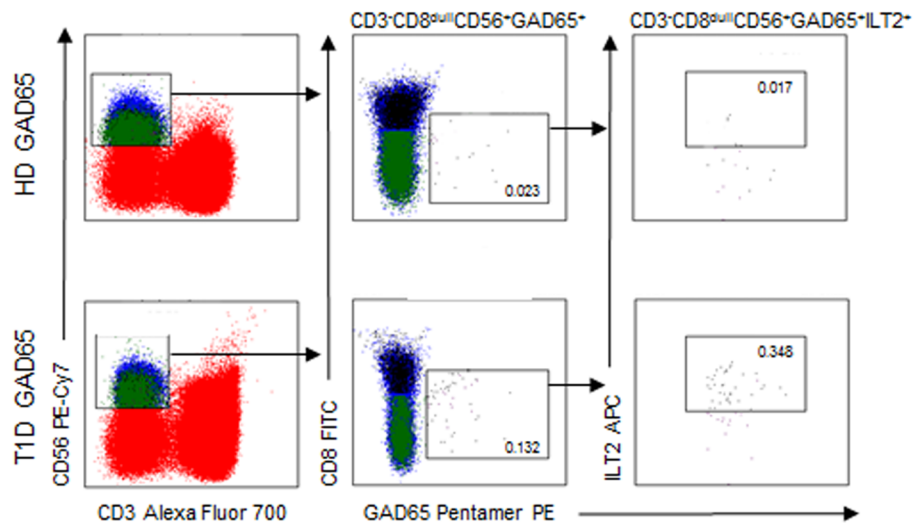 CD3⁻CD8ᵈᵘˡˡCD56⁺GAD65⁺
CD3⁻CD8ᵈᵘˡˡCD56⁺GAD65⁺ILT2⁺
HD GAD65
0.023
0.017
T1D GAD65
CD56 PE-Cy7
CD8 FITC
0.132
ILT2 APC
0.348
CD3 Alexa Fluor 700
GAD65 Pentamer PE